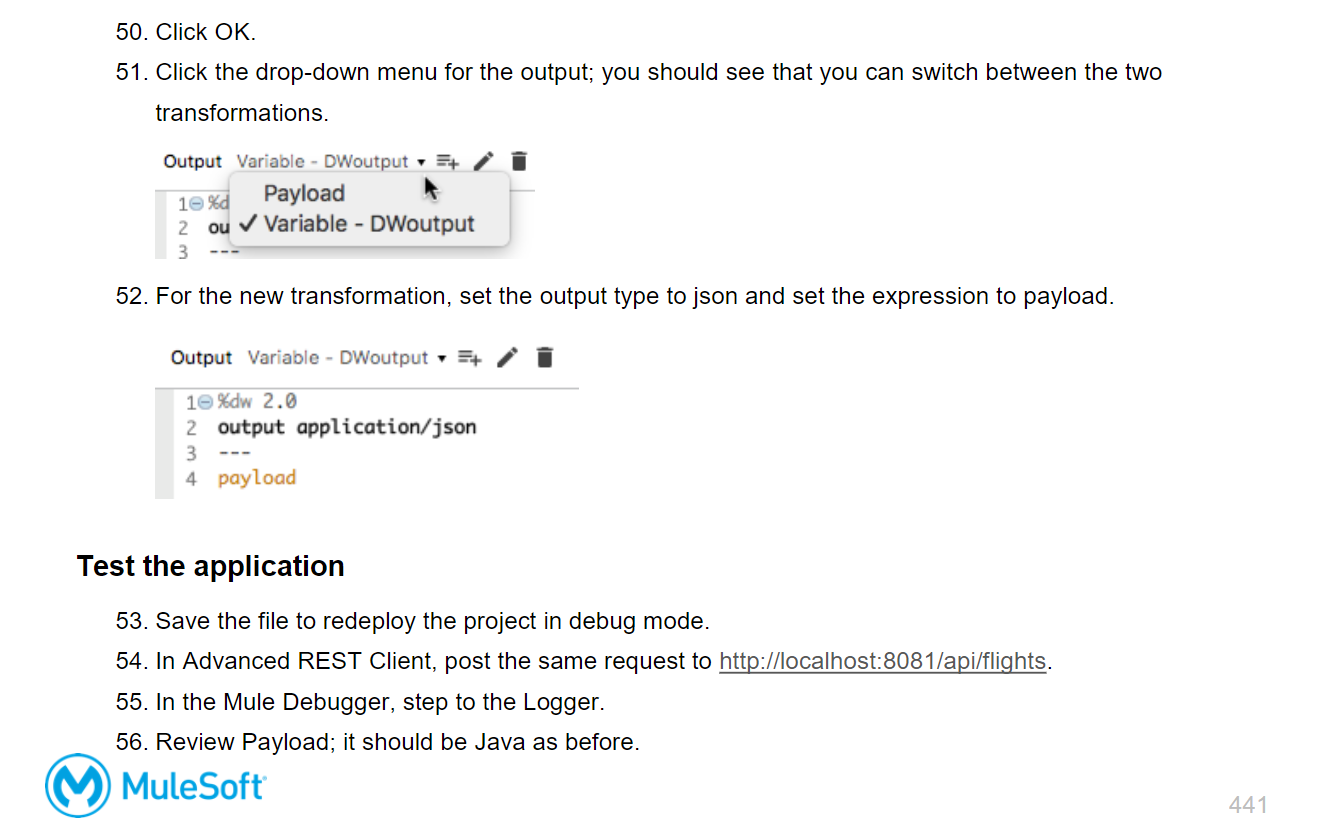 50. Click OK.
51. Click the drop-down menu for the output; you should see that you can switch between the two
transformations.
Output Variable - DWoutput
1 %d
Payload
2 ou ✓ Variable - DWoutput
3 ---
52. For the new transformation, set the output type to json and set the expression to payload.
Output Variable - DWoutput
1 %dw 2.0
2 output application/json
3 ---
4 payload
Test the application
53. Save the file to redeploy the project in debug mode.
54. In Advanced REST Client, post the same request to http://localhost:8081/api/flights.
55. In the Mule Debugger, step to the Logger.
56. Review Payload; it should be Java as before.
MuleSoft
441